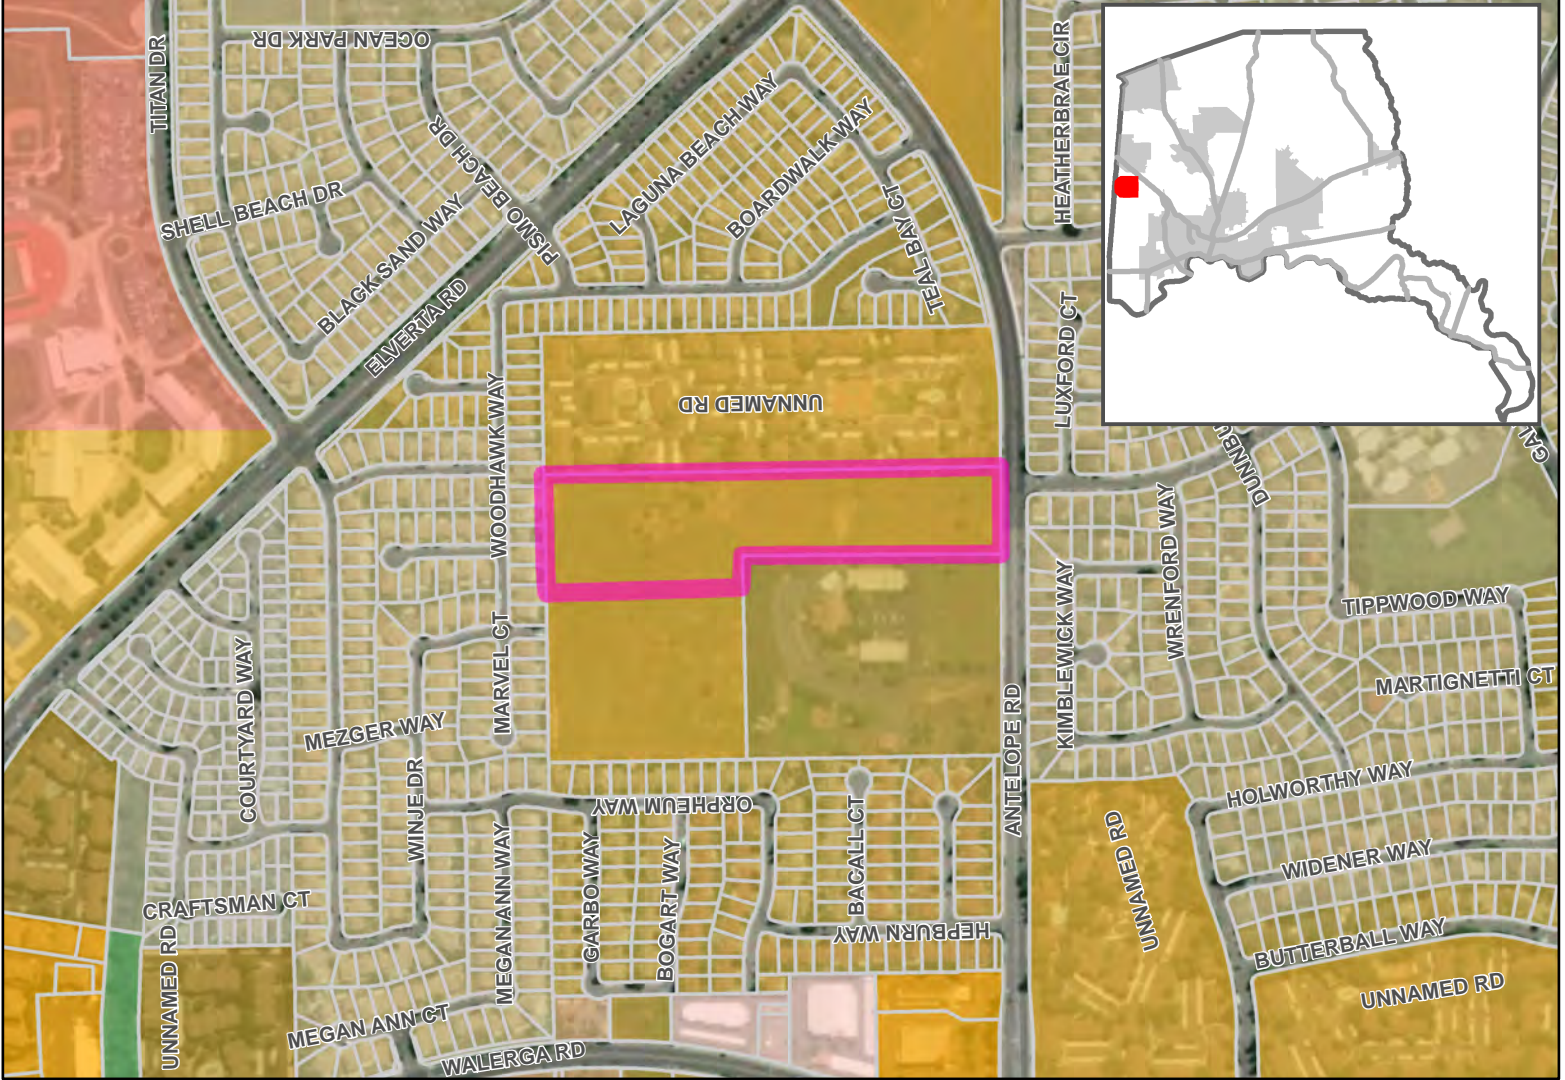 OCEAN PARK DR
TITAN DR
HEATHERBRAE CIR
LAGUNA BEACH WAY
BOARDWALK WAY
PISMO BEACH DR
SHELL BEACH DR
BLACK SAND WAY
TEAL BAY CT
ELVERTA RD
LUXFORD CT
UNNAMED RD
WOODHAWK WAY
WRENFORD WAY
KIMBLEWICK WAY
TIPPWOOD WAY
MARVEL CT
COURTYARD WAY
MARTIGNETTI CT
MEZGER WAY
ANTELOPE RD
WINJE DR
HOLWORTHY WAY
ORPHEUM WAY
BACALL CT
UNNAMED RD
MEGAN ANN WAY
GARBO WAY
BOGART WAY
WIDENER WAY
CRAFTSMAN CT
HEPBURN WAY
BUTTERBALL WAY
UNNAMED RD
UNNAMED RD
MEGAN ANN CT
WALERGA RD